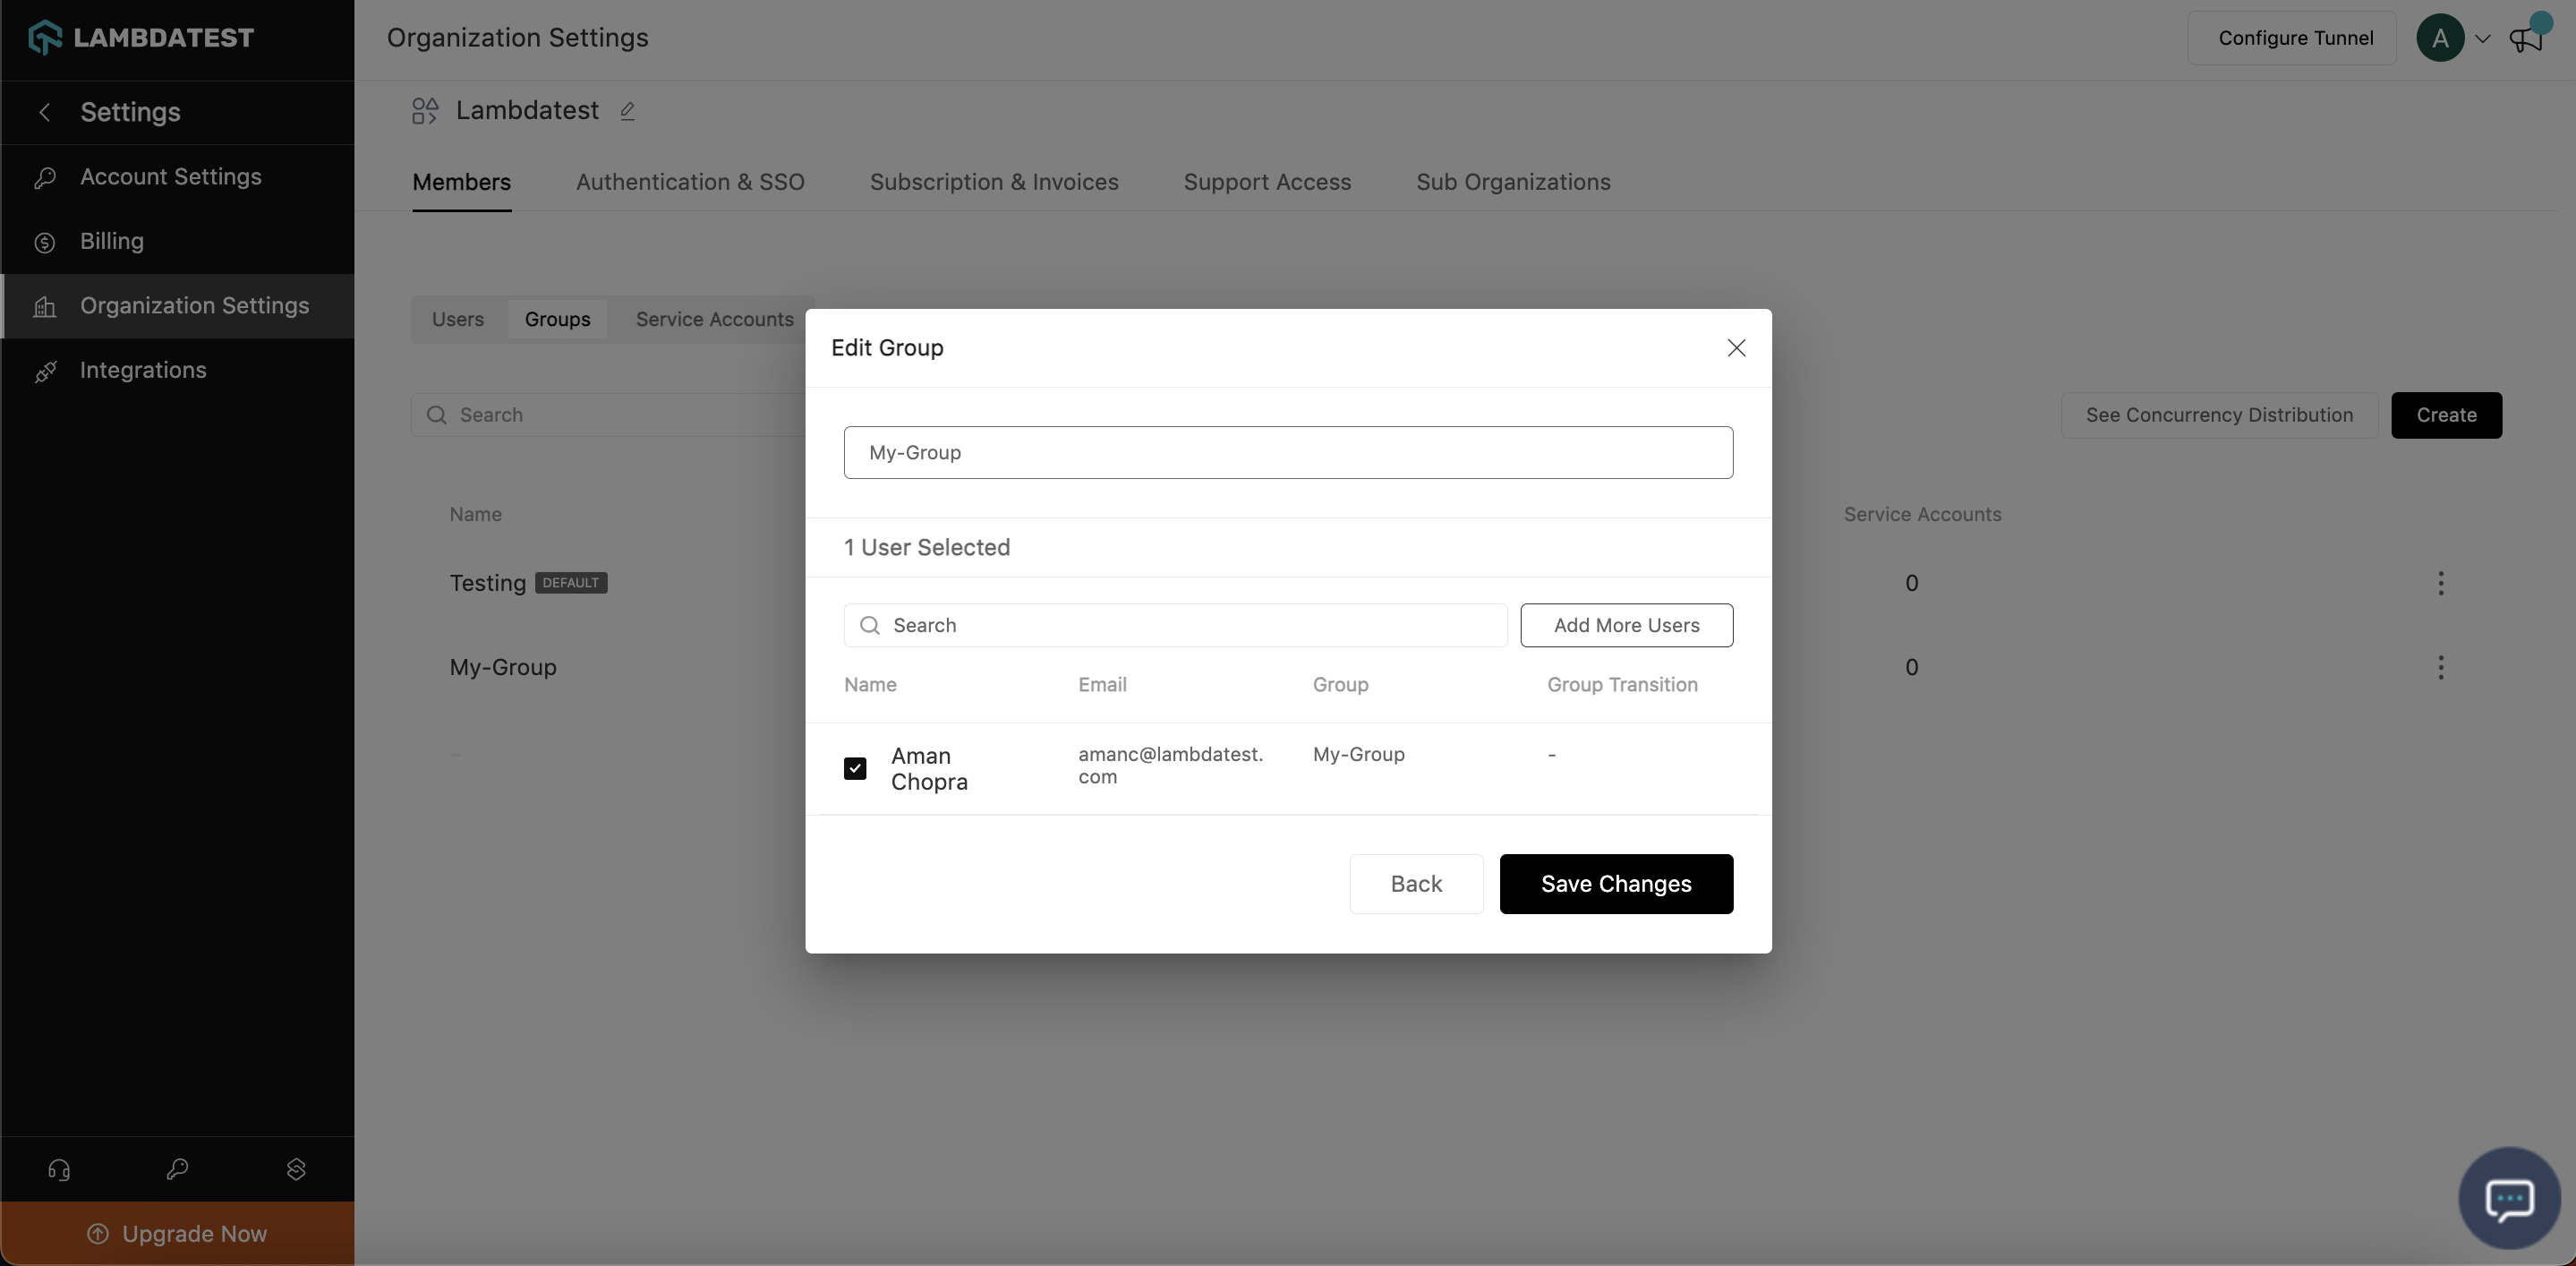 LAMBDATEST
Organization Settings
Configure Tunnel
A
Settings
Lambdatest
Account Settings
Members
Authentication & SSO
Subscription & Invoices
Support Access
Sub Organizations
Billing
Organization Settings
Users
Groups
Service Accounts
Integrations
Search
See Concurrency Distribution
Create
Name
Service Accounts
Testing DEFAULT
0
My-Group
0
Edit Group
My-Group
1 User Selected
Search
Add More Users
Name
Email
Group
Group Transition
Aman
Chopra
amanc@lambdatest.
com
My-Group
-
Back
Save Changes
Upgrade Now